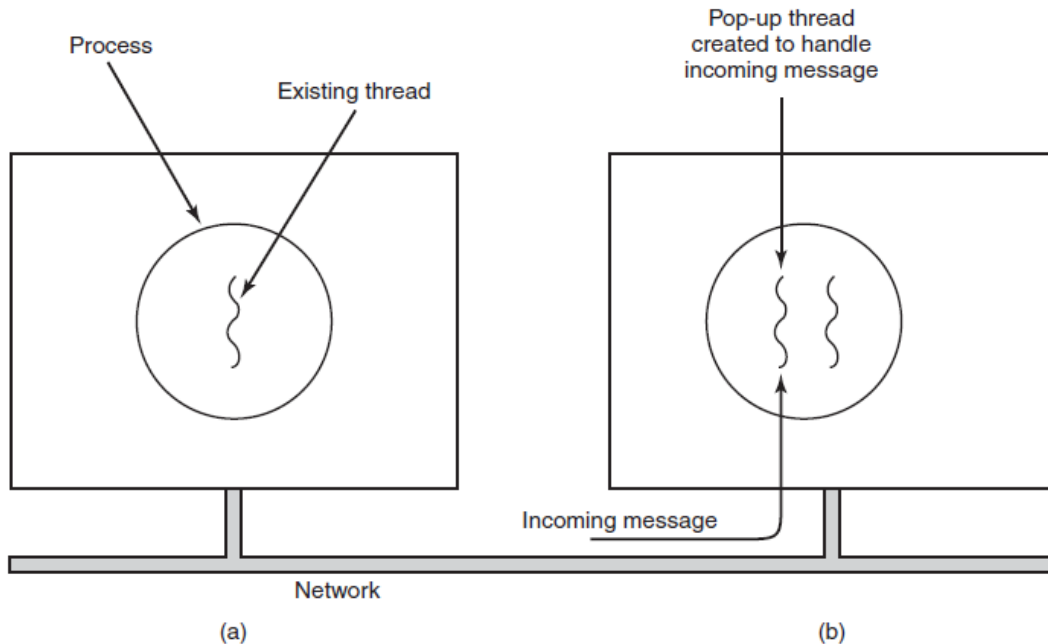 Process
Existing thread
Pop-up thread
created to handle
incoming message
Incoming message
Network
(a)
(b)